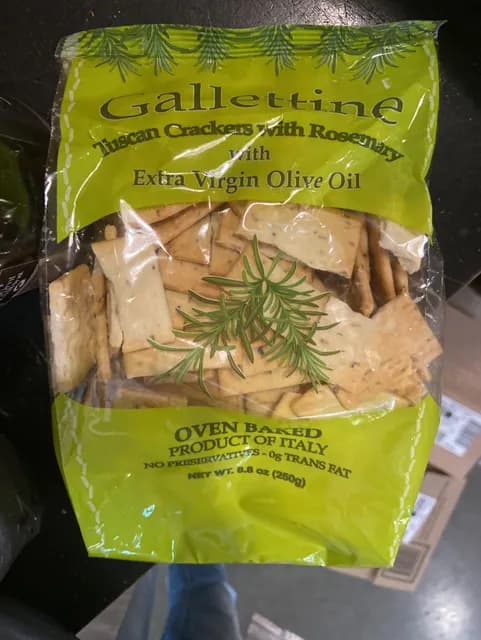 Gallettine
Tuscan Crackers with Rosemary
with
Extra Virgin Olive Oil
OVEN BAKED
PRODUCT OF ITALY
NO PRESERVATIVES - 0g TRANS FAT
NET WT. 8.8 oz (250g)